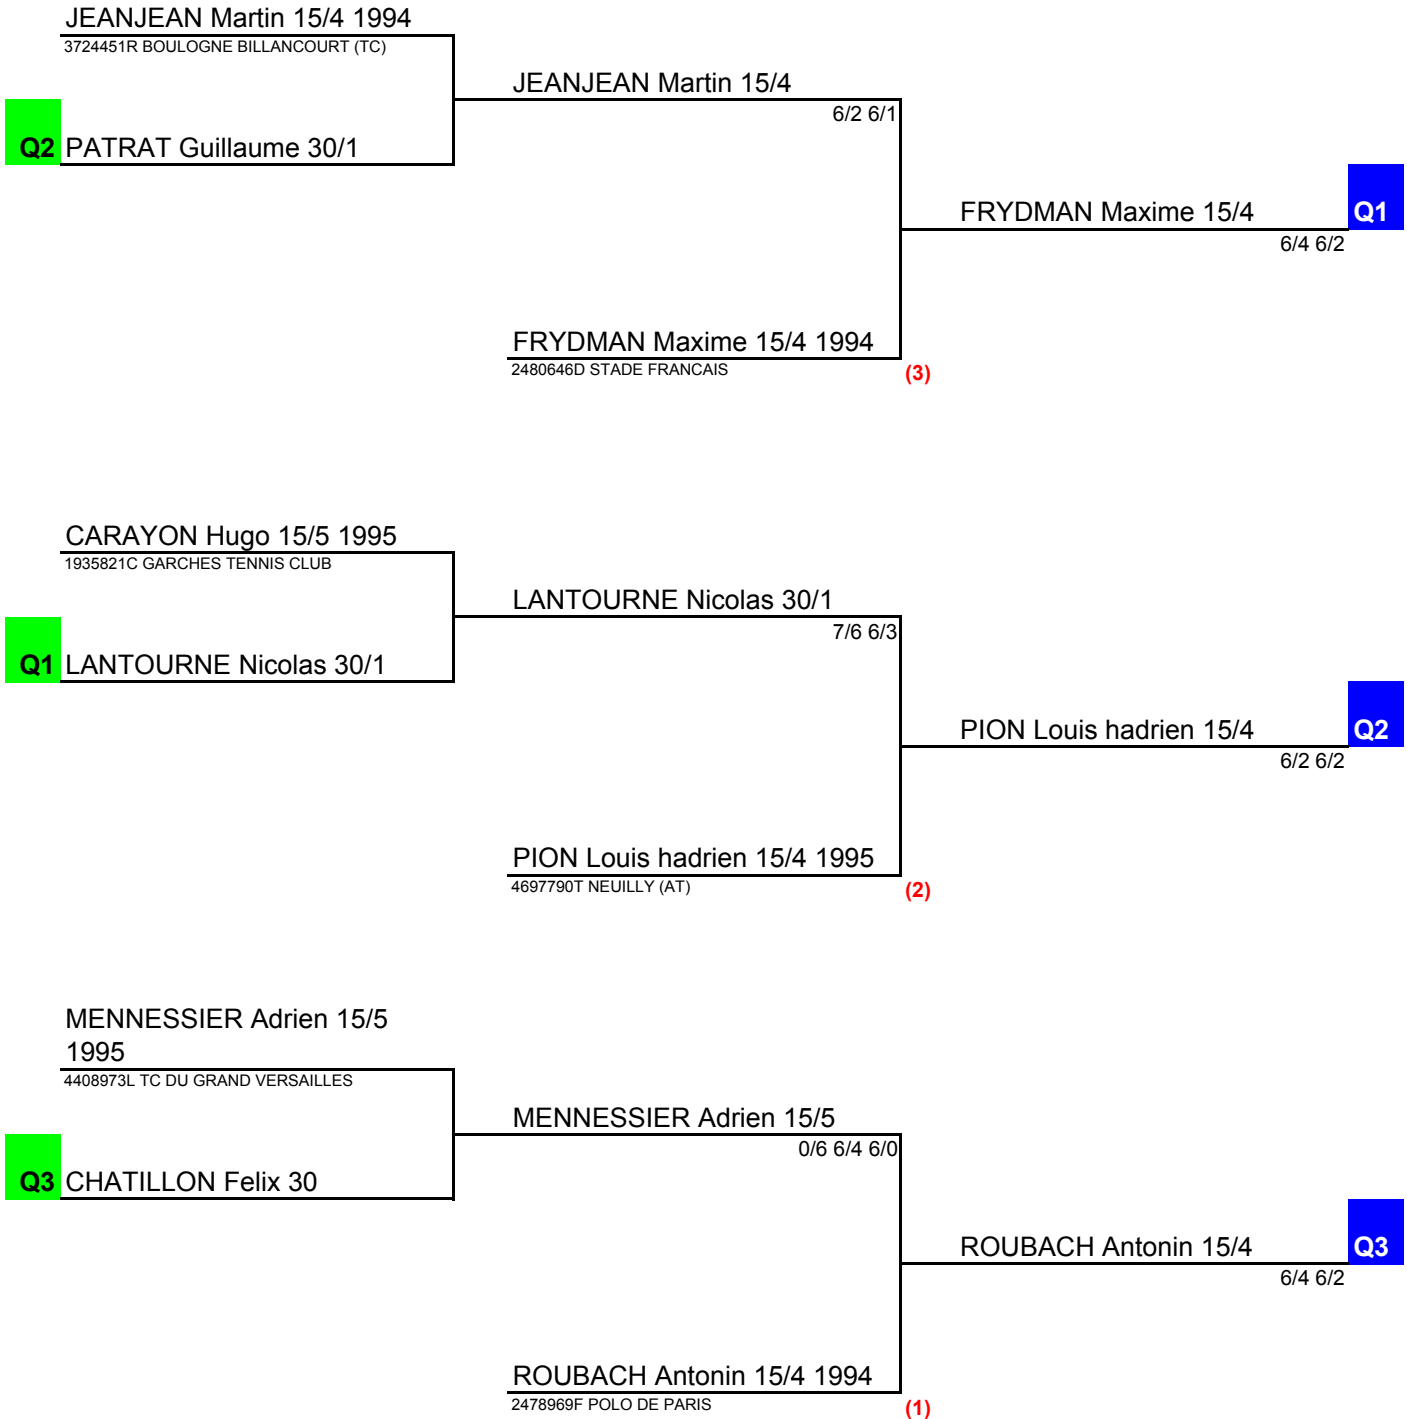 JEANJEAN Martin 15/4 1994
3724451R BOULOGNE BILLANCOURT (TC)
JEANJEAN Martin 15/4
6/2 6/1
Q2 PATRAT Guillaume 30/1
FRYDMAN Maxime 15/4 Q1
6/4 6/2
FRYDMAN Maxime 15/4 1994
2480646D STADE FRANCAIS (3)
CARAYON Hugo 15/5 1995
1935821C GARCHES TENNIS CLUB
LANTOURNE Nicolas 30/1
7/6 6/3
Q1 LANTOURNE Nicolas 30/1
PION Louis hadrien 15/4 Q2
6/2 6/2
PION Louis hadrien 15/4 1995
4697790T NEUILLY (AT) (2)
MENNESSIER Adrien 15/5
1995
4408973L TC DU GRAND VERSAILLES
MENNESSIER Adrien 15/5
0/6 6/4 6/0
Q3 CHATILLON Felix 30
ROUBACH Antonin 15/4 Q3
6/4 6/2
ROUBACH Antonin 15/4 1994
2478969F POLO DE PARIS (1)